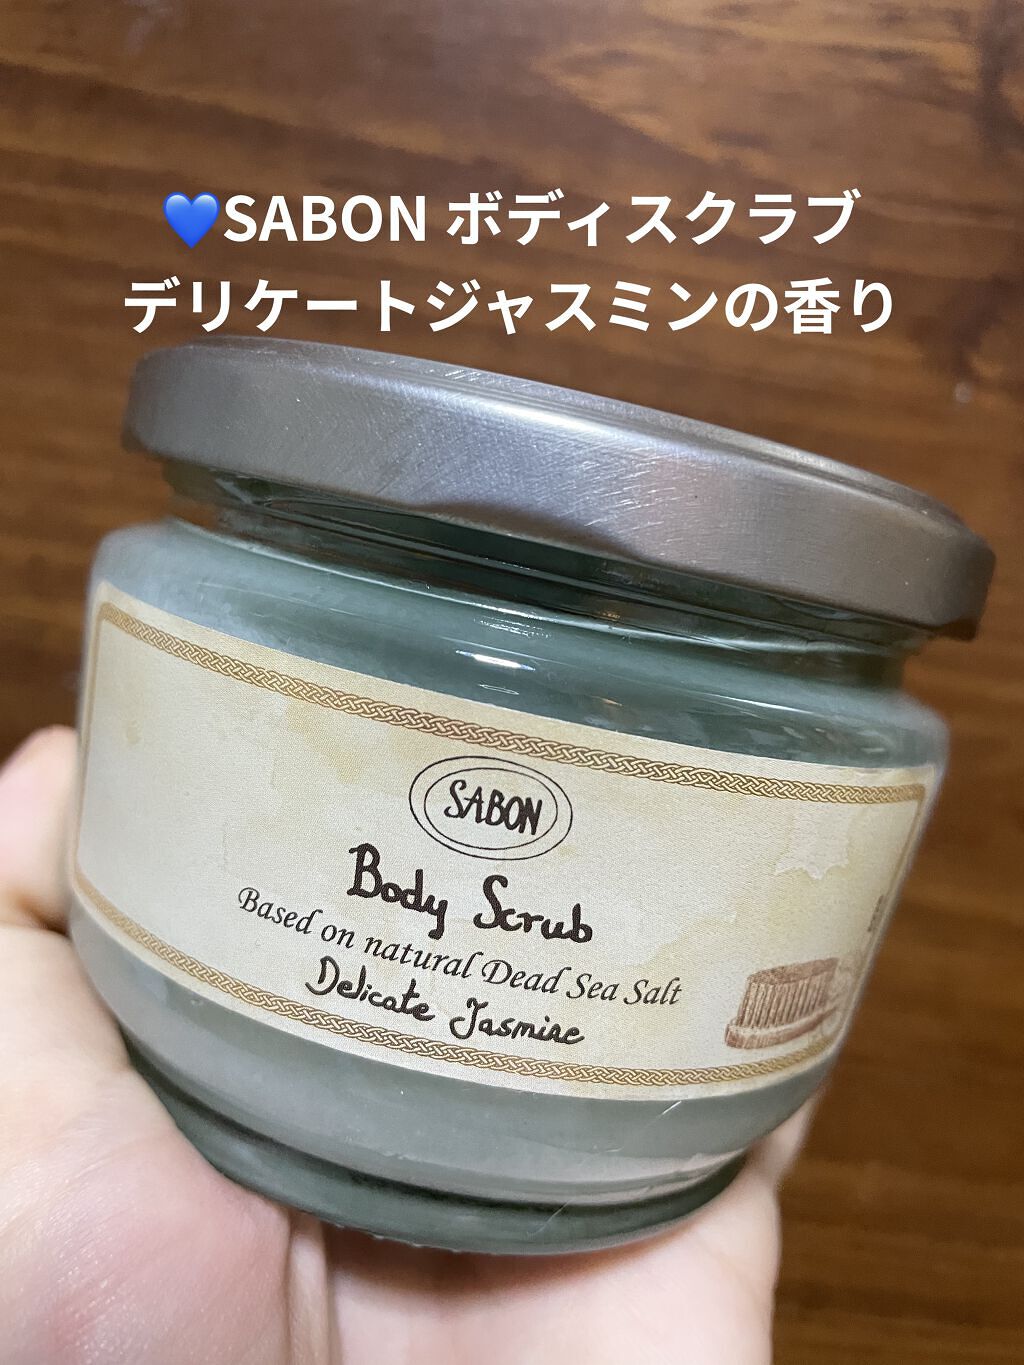 💙SABON ボディスクラブ
デリケートジャスミンの香り
SABON
Body Scrub
Based on natural Dead Sea Salt
Delicate Jasmine